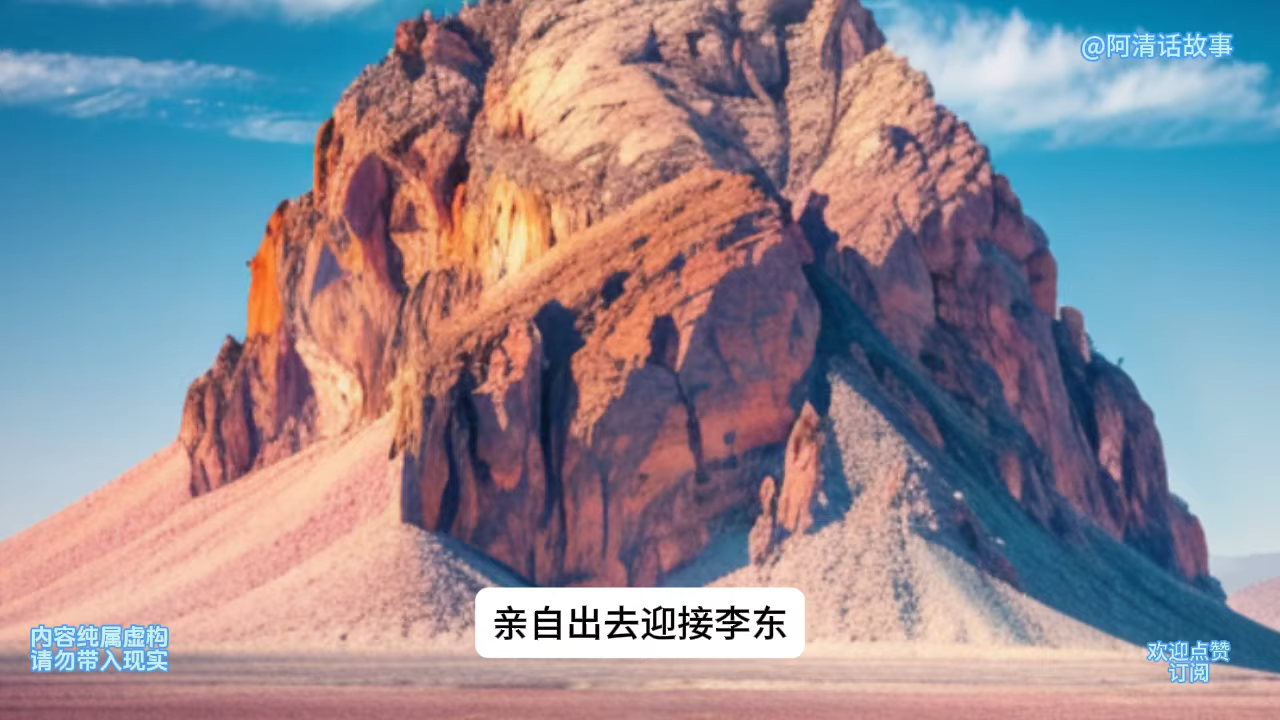 @阿清话故事
亲自出去迎接李东
内容纯属虚构
请勿带入现实
欢迎点赞
订阅